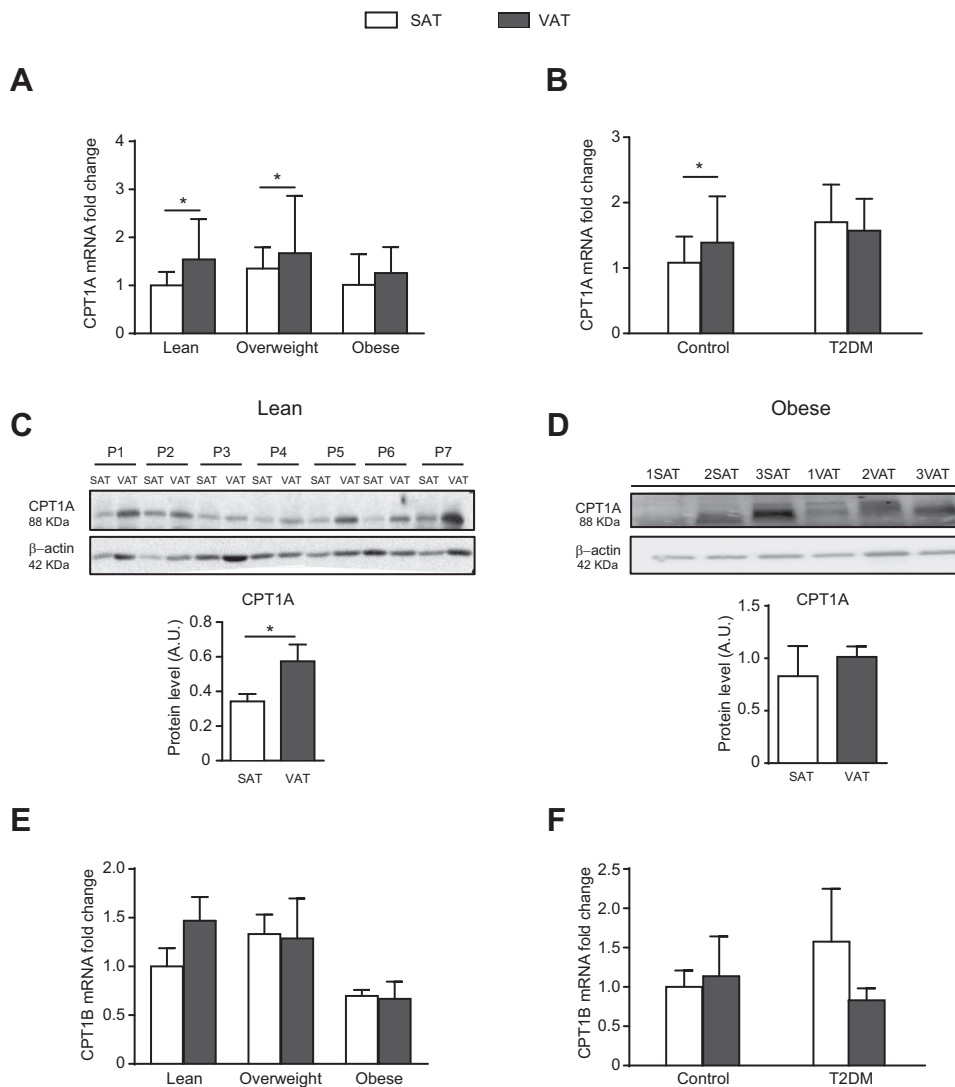 SAT VAT
A
CPT1A mRNA fold change
4
3
2
1
0
*
*
Lean Overweight Obese
B
CPT1A mRNA fold change
3
2
1
0
*
Control T2DM
C
Lean
P1 P2 P3 P4 P5 P6 P7
SAT VAT SAT VAT SAT VAT SAT VAT SAT VAT SAT VAT SAT VAT
CPT1A
88 KDa
β–actin
42 KDa
CPT1A
Protein level (A.U.)
0.8
0.6
0.4
0.2
0
*
SAT VAT
D
Obese
1SAT 2SAT 3SAT 1VAT 2VAT 3VAT
CPT1A
88 KDa
β–actin
42 KDa
CPT1A
Protein level (A.U.)
1.5
1.0
0.5
0
SAT VAT
E
CPT1B mRNA fold change
2.0
1.5
1.0
0.5
0.0
Lean Overweight Obese
F
CPT1B mRNA fold change
2.5
2.0
1.5
1.0
0.5
0.0
Control T2DM